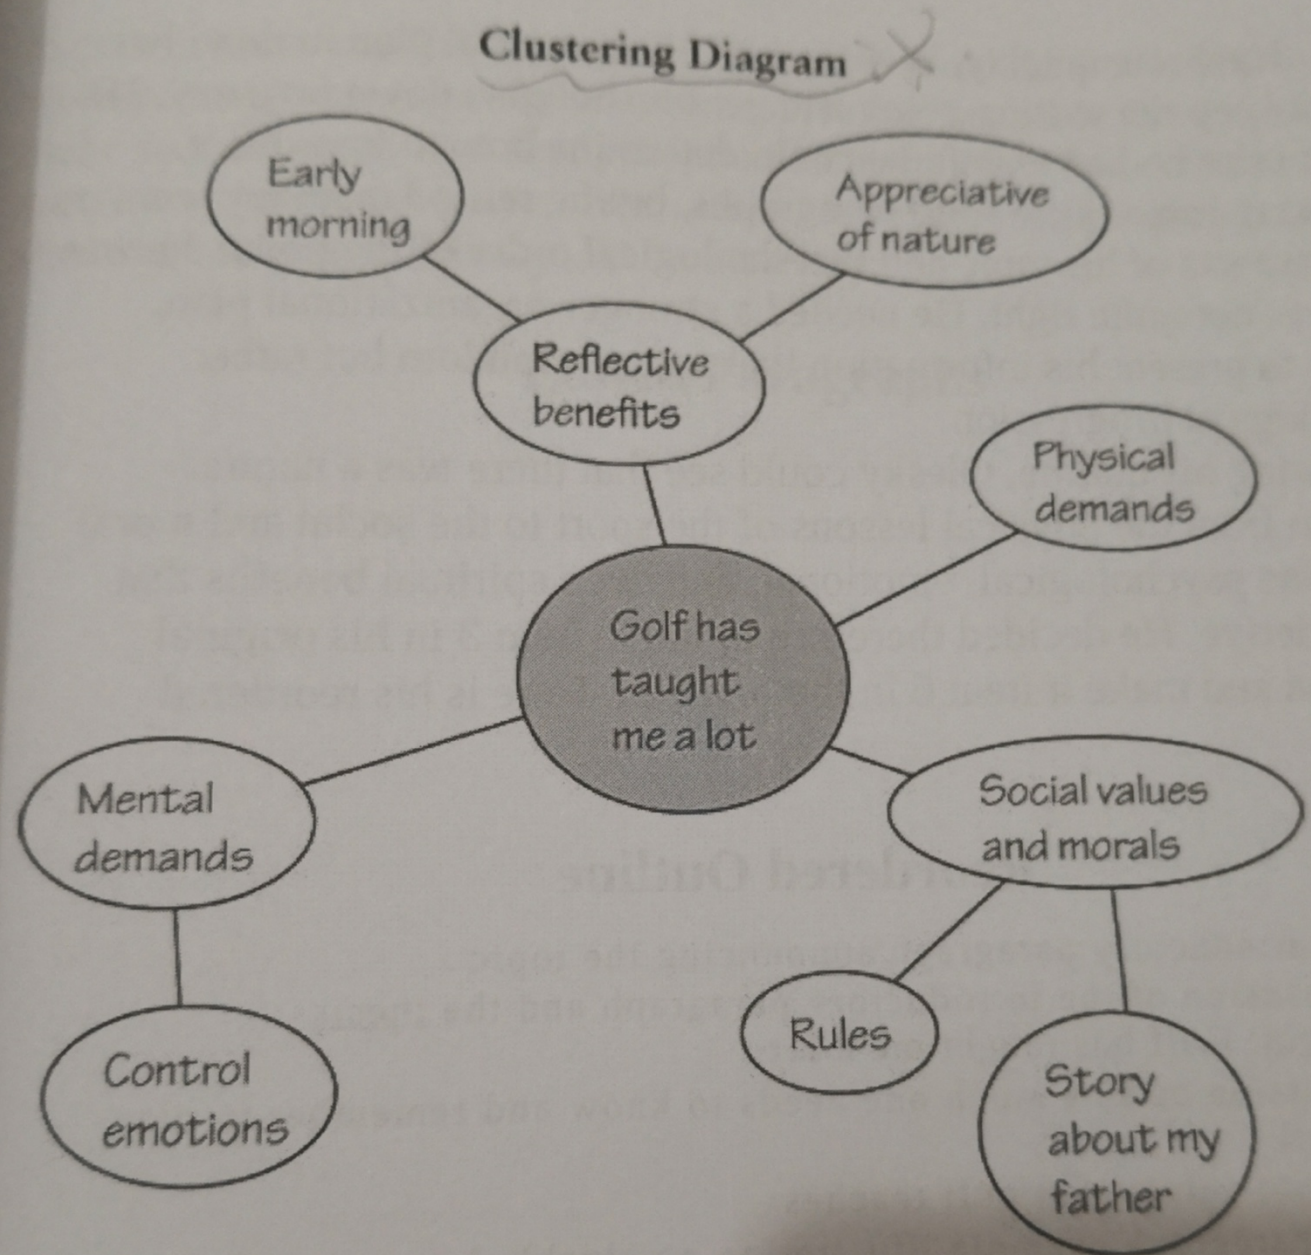 Clustering Diagram
Early
morning
Appreciative
of nature
Reflective
benefits
Physical
demands
Golf has
taught
me a lot
Mental
demands
Social values
and morals
Control
emotions
Rules
Story
about my
father